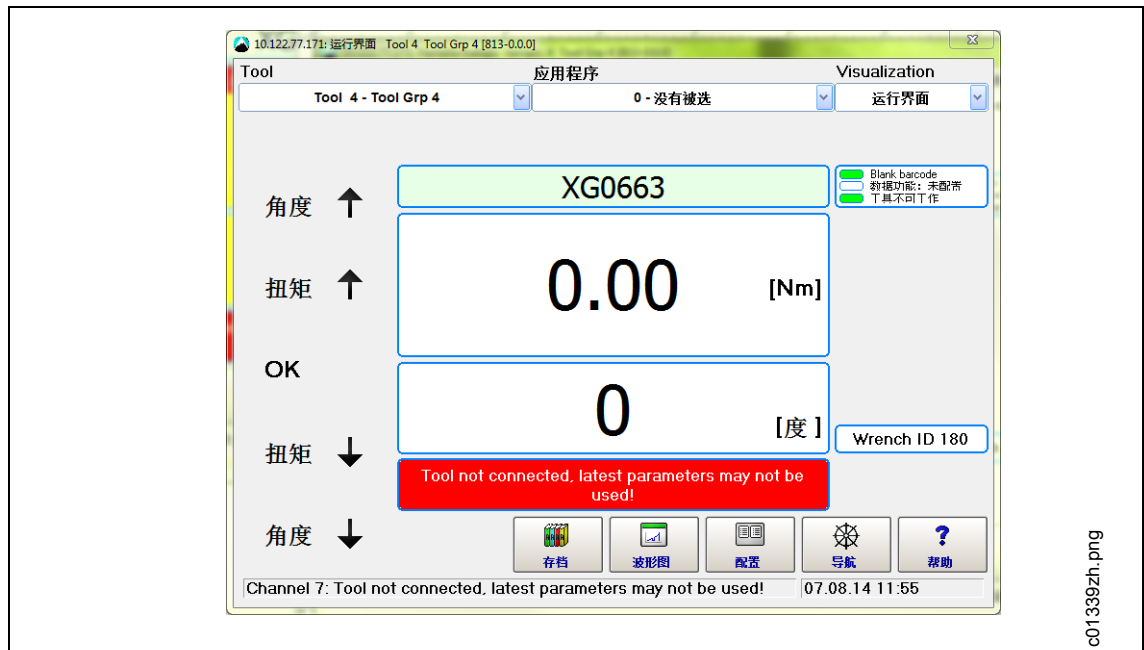 10.122.77.171: 运行界面 Tool 4 Tool Grp 4 [813-0.0.0]
Tool 应用程序 Visualization
Tool 4 - Tool Grp 4 0 - 没有被选 运行界面
角度
扭矩
OK
扭矩
角度
XG0663
0.00 [Nm]
0 [度 ]
Tool not connected, latest parameters may not be
used!
Blank barcode
数据功能：未配置
工具不可工作
Wrench ID 180
存档 波形图 配置 导航 ? 帮助
Channel 7: Tool not connected, latest parameters may not be used! 07.08.14 11:55
c01339zh.png